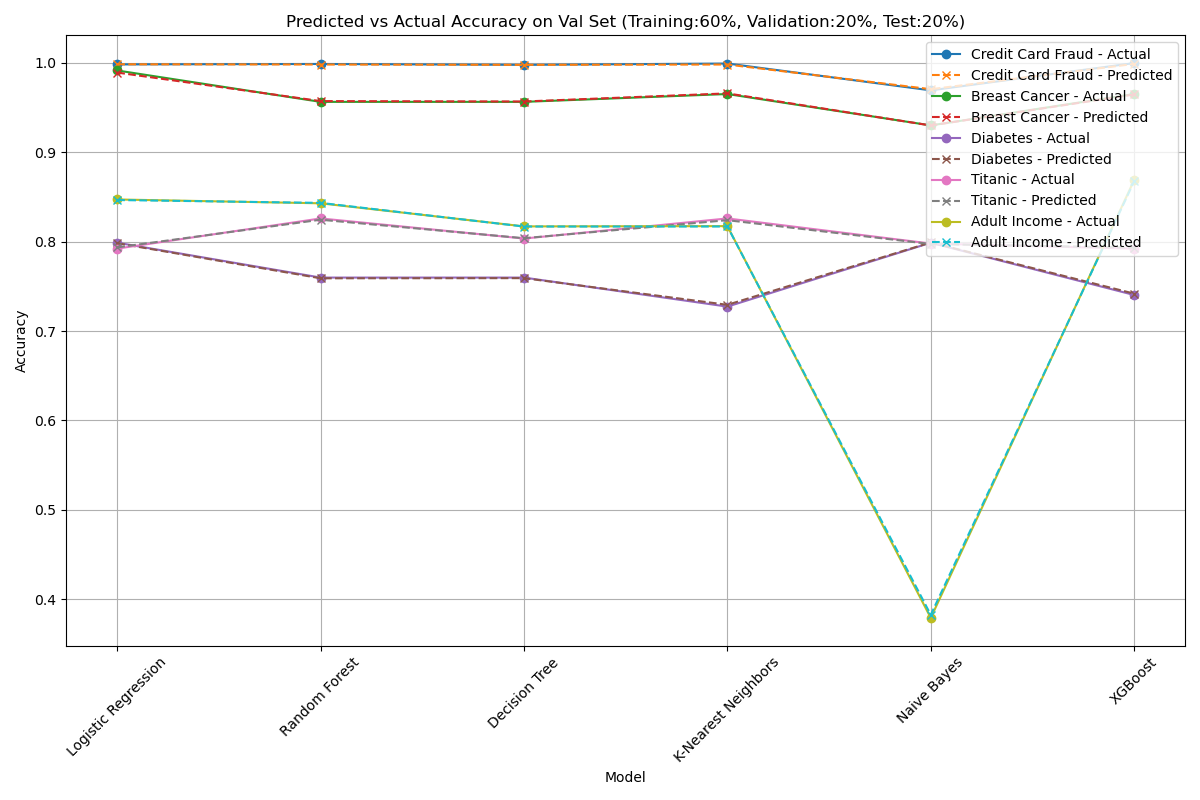 Predicted vs Actual Accuracy on Val Set (Training:60%, Validation:20%, Test:20%)
1.0
0.9
0.8
0.7
0.6
0.5
0.4
Accuracy
Credit Card Fraud - Actual
Credit Card Fraud - Predicted
Breast Cancer - Actual
Breast Cancer - Predicted
Diabetes - Actual
Diabetes - Predicted
Titanic - Actual
Titanic - Predicted
Adult Income - Actual
Adult Income - Predicted
Logistic Regression
Random Forest
Decision Tree
K-Nearest Neighbors
Naive Bayes
XGBoost
Model